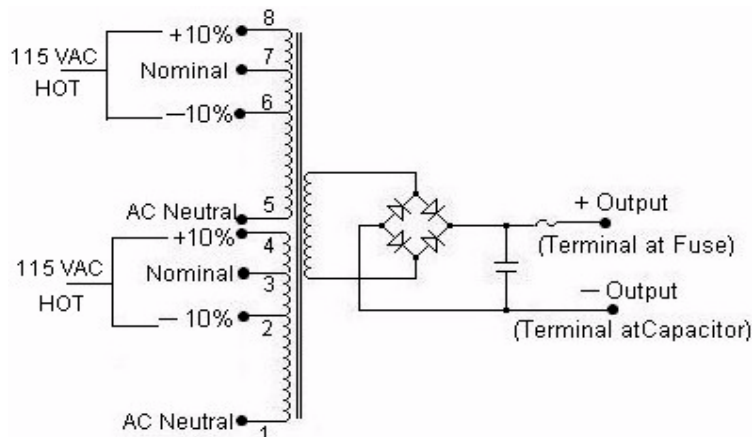 8
+10%
115 VAC
HOT
7
Nominal
6
—10%
5
AC Neutral
+10%
4
115 VAC
HOT
Nominal
3
— 10%
2
AC Neutral
1
+ Output
(Terminal at Fuse)
— Output
(Terminal atCapacitor)